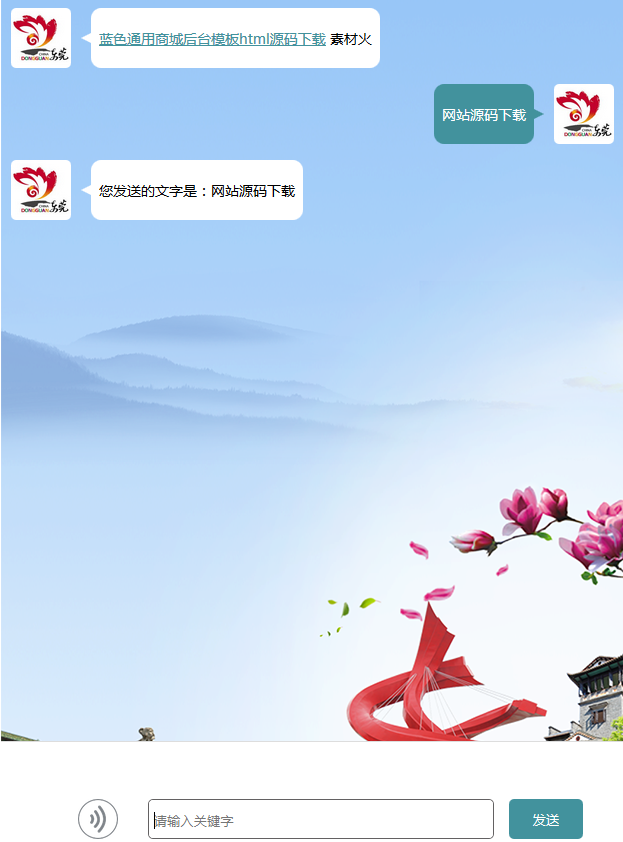 蓝色通用商城后台模板html源码下载 素材火
CHINA
DONGGUAN 东莞
网站源码下载
CHINA
DONGGUAN 东莞
您发送的文字是：网站源码下载
CHINA
DONGGUAN 东莞
请输入关键字
发送